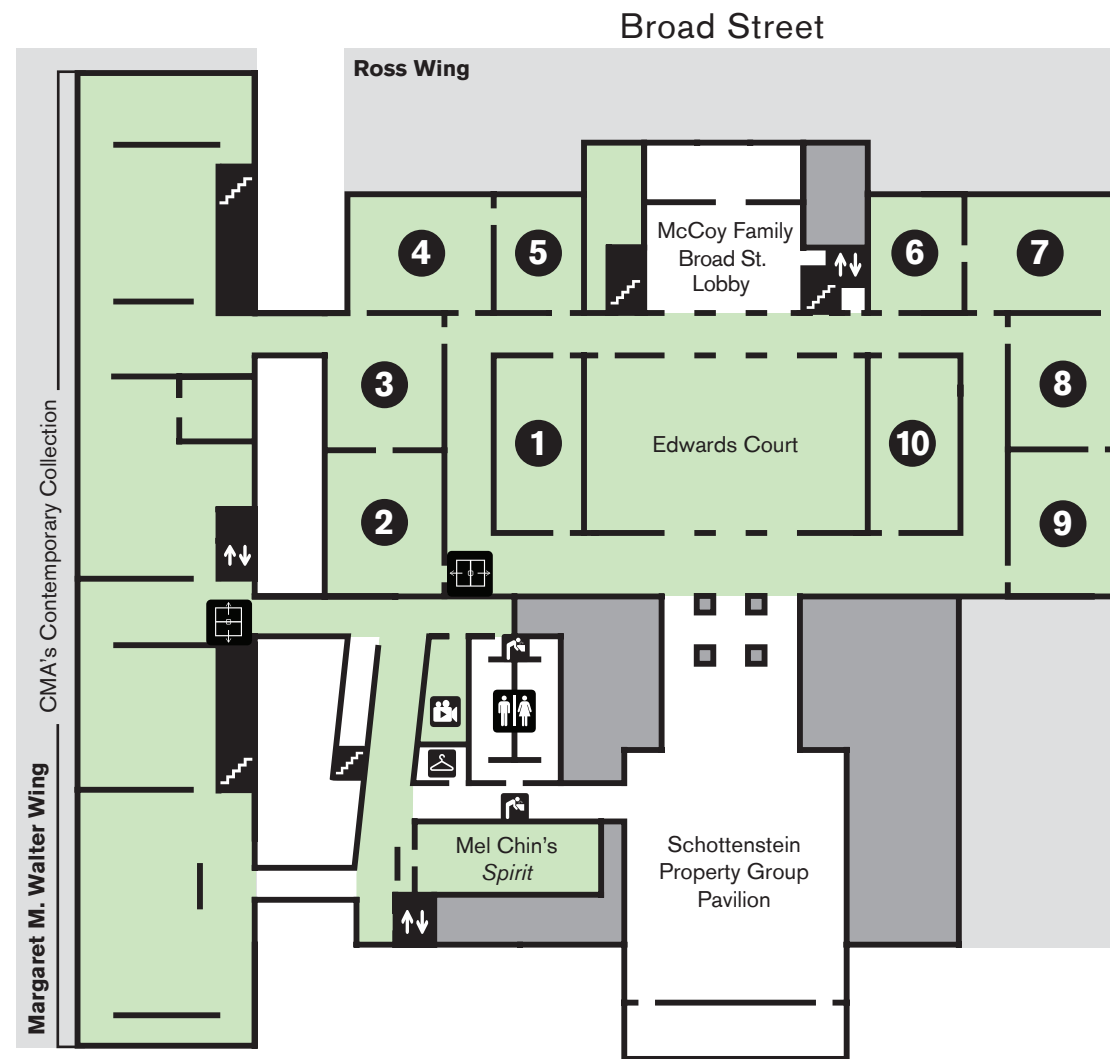 Broad Street
Ross Wing
McCoy Family
Broad St.
Lobby
4
5
6
7
3
8
1
Edwards Court
10
2
9
CMA's Contemporary Collection
Margaret M. Walter Wing
Mel Chin's
Spirit
Schottenstein
Property Group
Pavilion